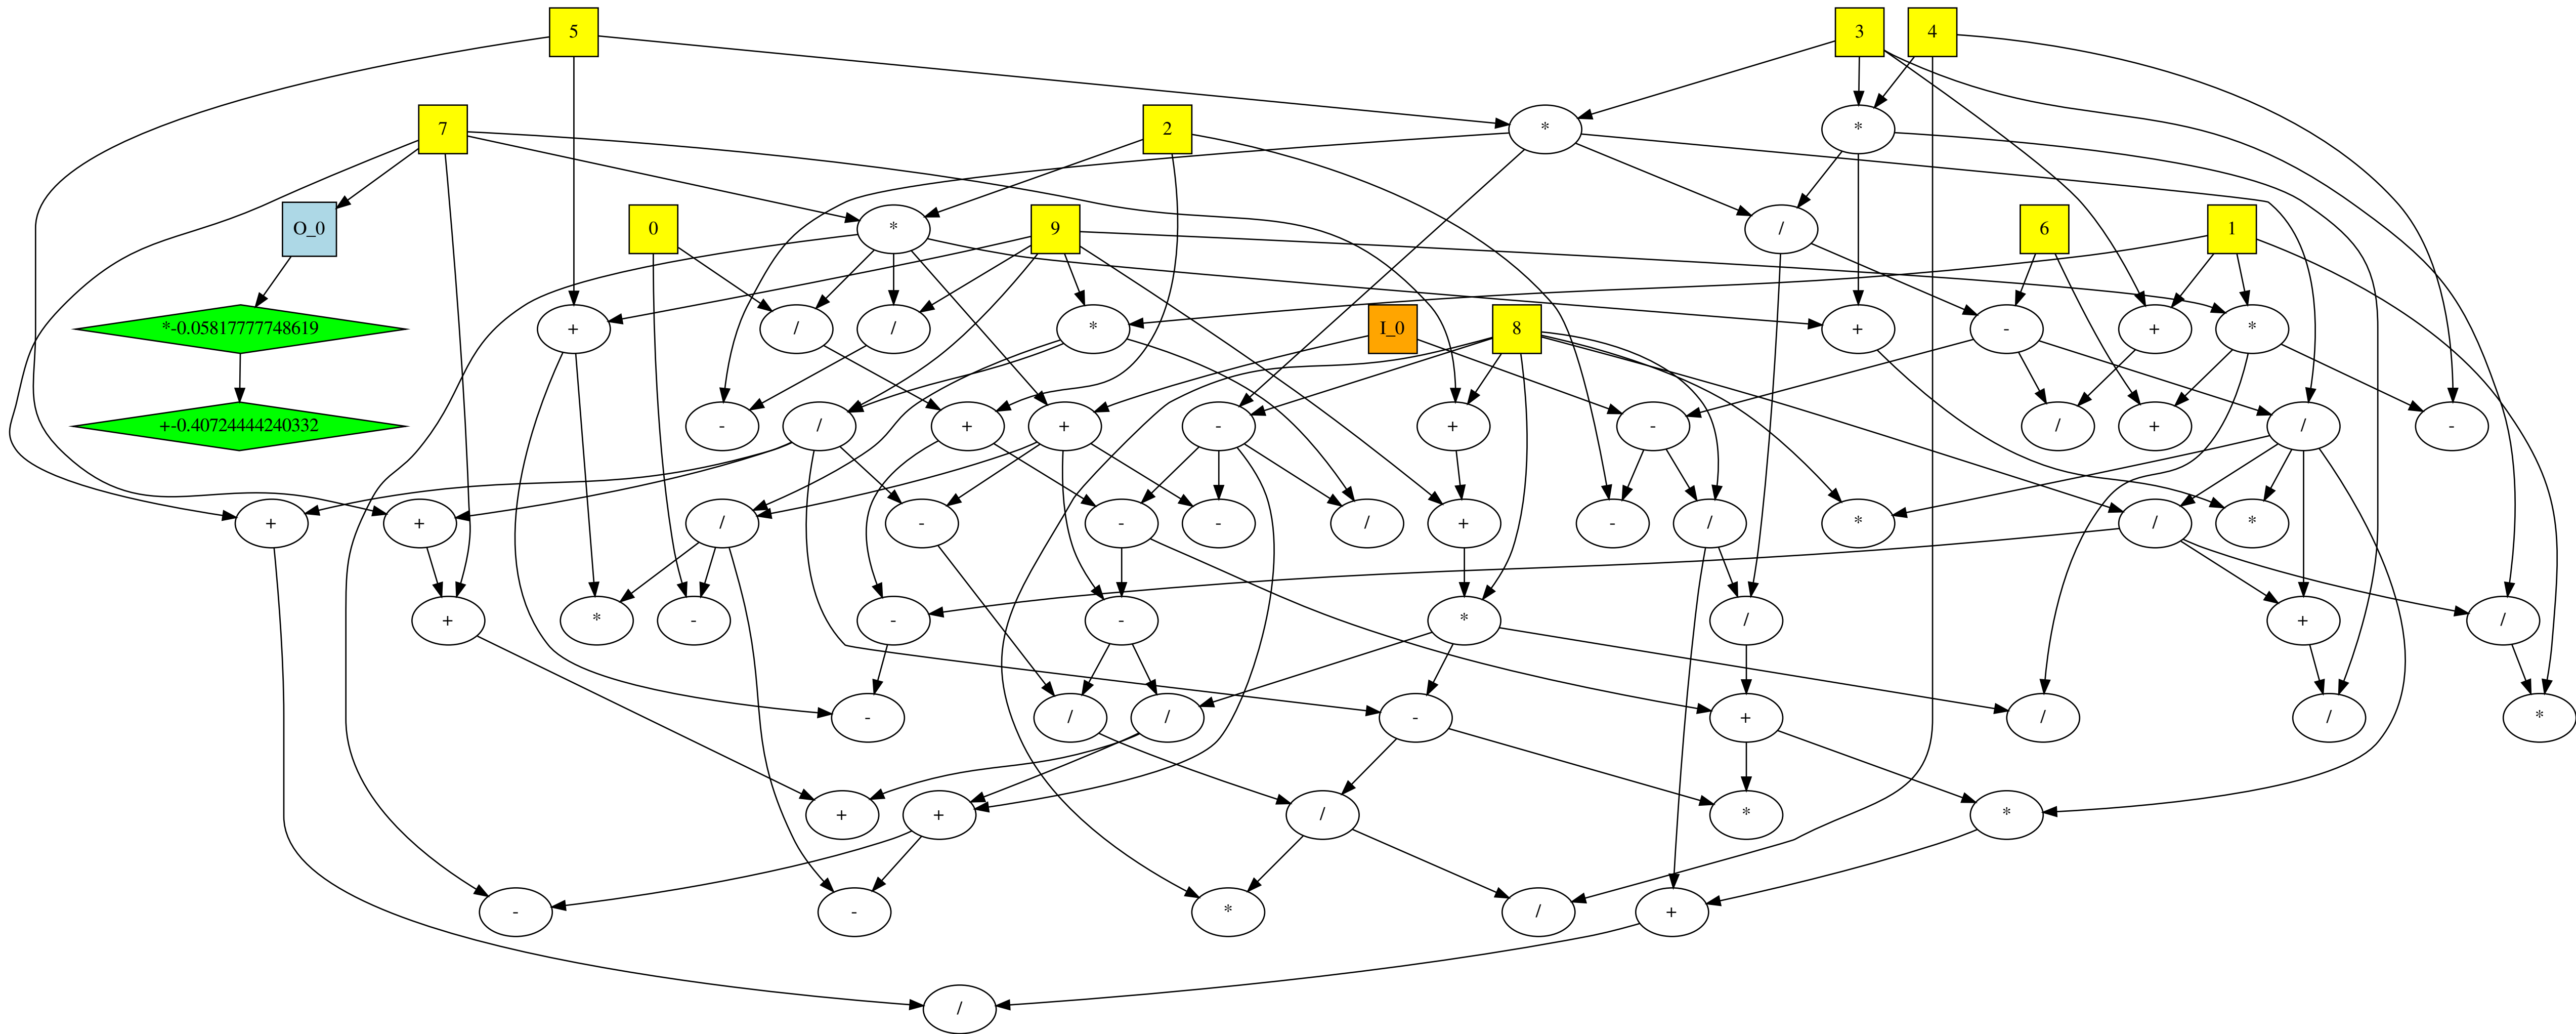 5 3 4
7 2 * *
O_0 0 * 9 / 6 1
*-0.05817777748619 + / / * I_0 8 + - + *
+-0.40724444240332 - / + + - + - / + / -
+ + / - - - / + - / * / *
+ * - - - * / + /
- / / - + / / *
+ + / * *
- - * / +
/